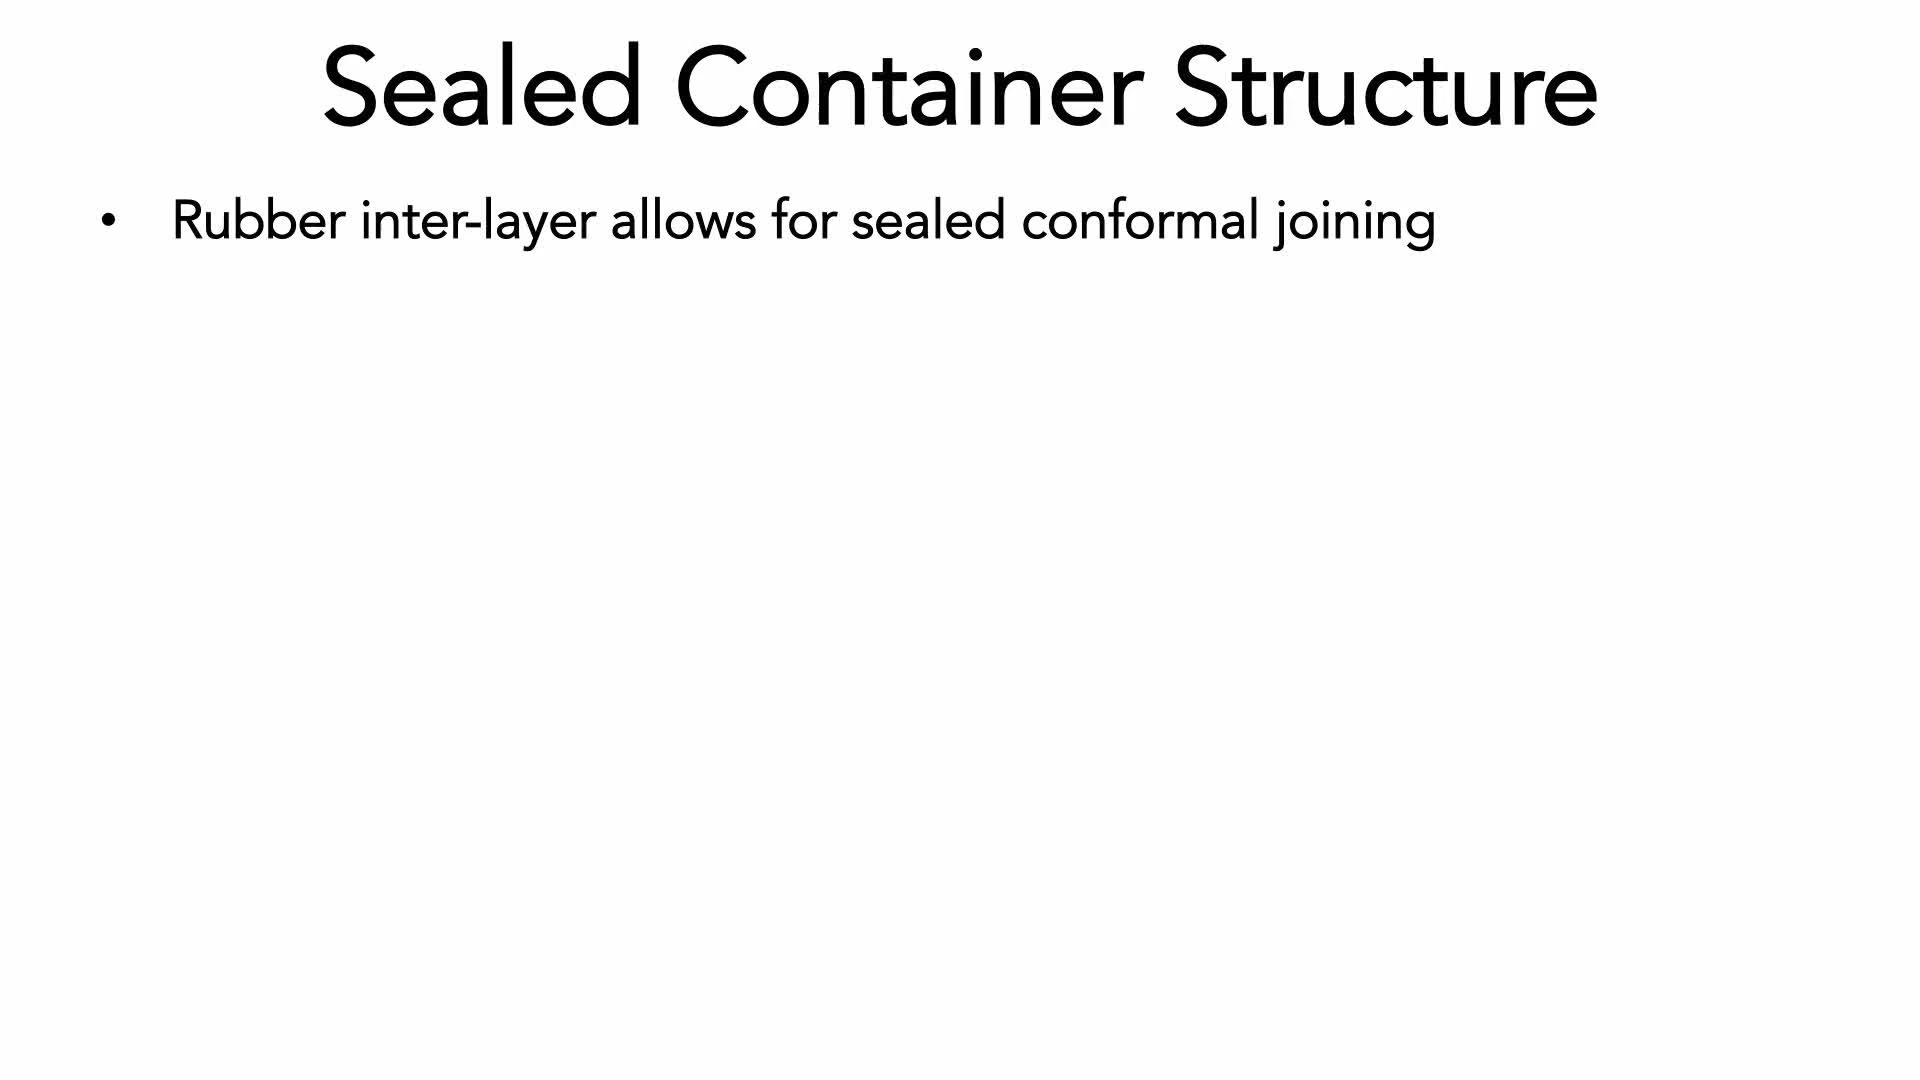 Sealed Container Structure
• Rubber inter-layer allows for sealed conformal joining